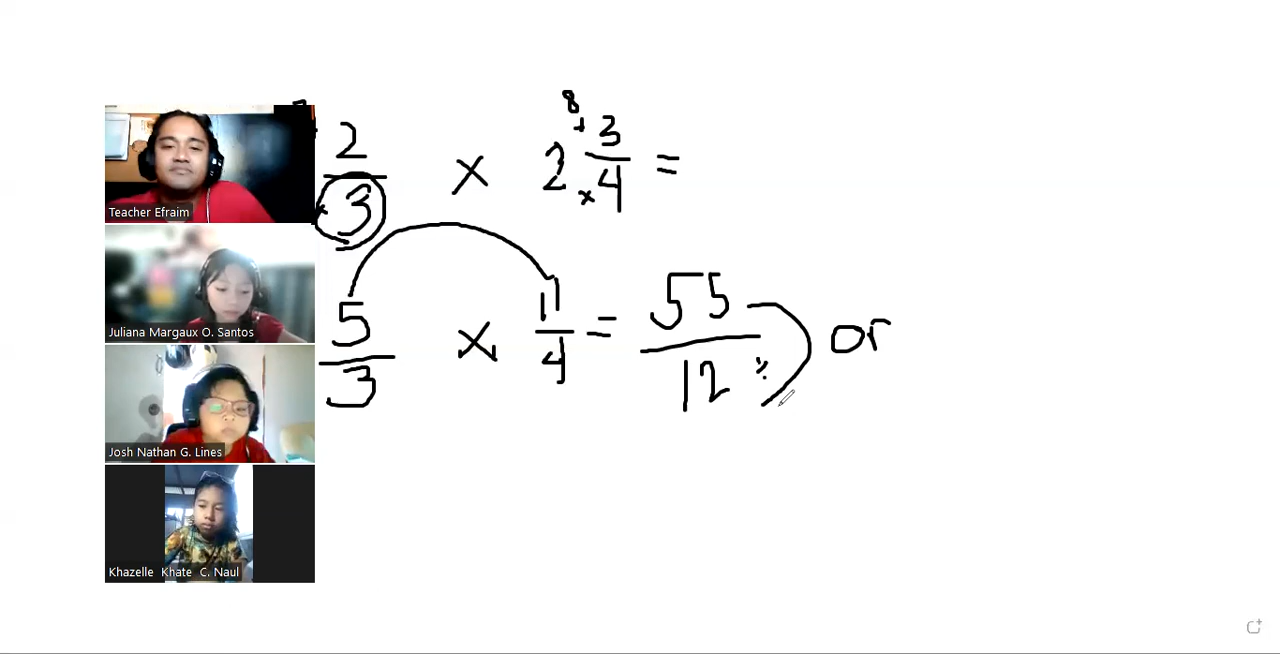 8
2/3 x 2 + 3/x 4 =
5/3 x 11/4 = 55/12 or
Teacher Efraim
Juliana Margaux O. Santos
Josh Nathan G. Lines
Khazelle Khate C. Naul